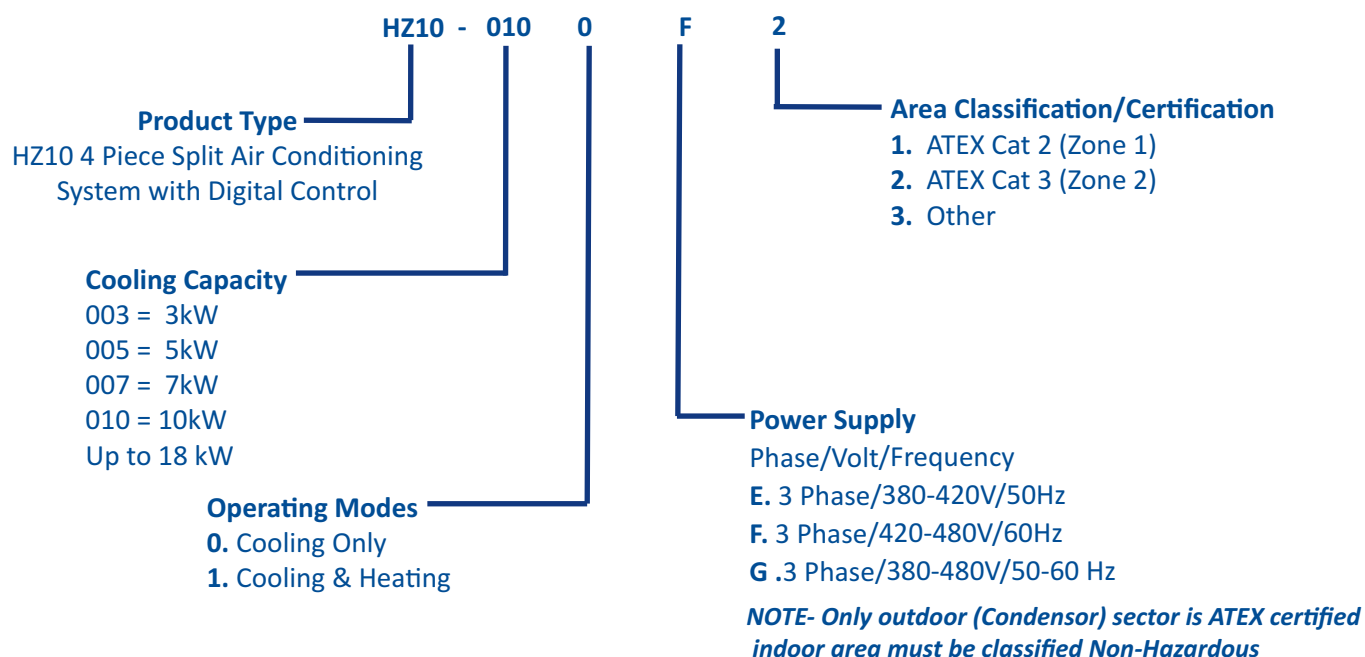 HZ10 - 010 0 F 2
Product Type
HZ10 4 Piece Split Air Conditioning
System with Digital Control
Area Classification/Certification
1. ATEX Cat 2 (Zone 1)
2. ATEX Cat 3 (Zone 2)
3. Other
Cooling Capacity
003 = 3kW
005 = 5kW
007 = 7kW
010 = 10kW
Up to 18 kW
Operating Modes
0. Cooling Only
1. Cooling & Heating
Power Supply
Phase/Volt/Frequency
E. 3 Phase/380-420V/50Hz
F. 3 Phase/420-480V/60Hz
G .3 Phase/380-480V/50-60 Hz
NOTE- Only outdoor (Condensor) sector is ATEX certified
indoor area must be classified Non-Hazardous